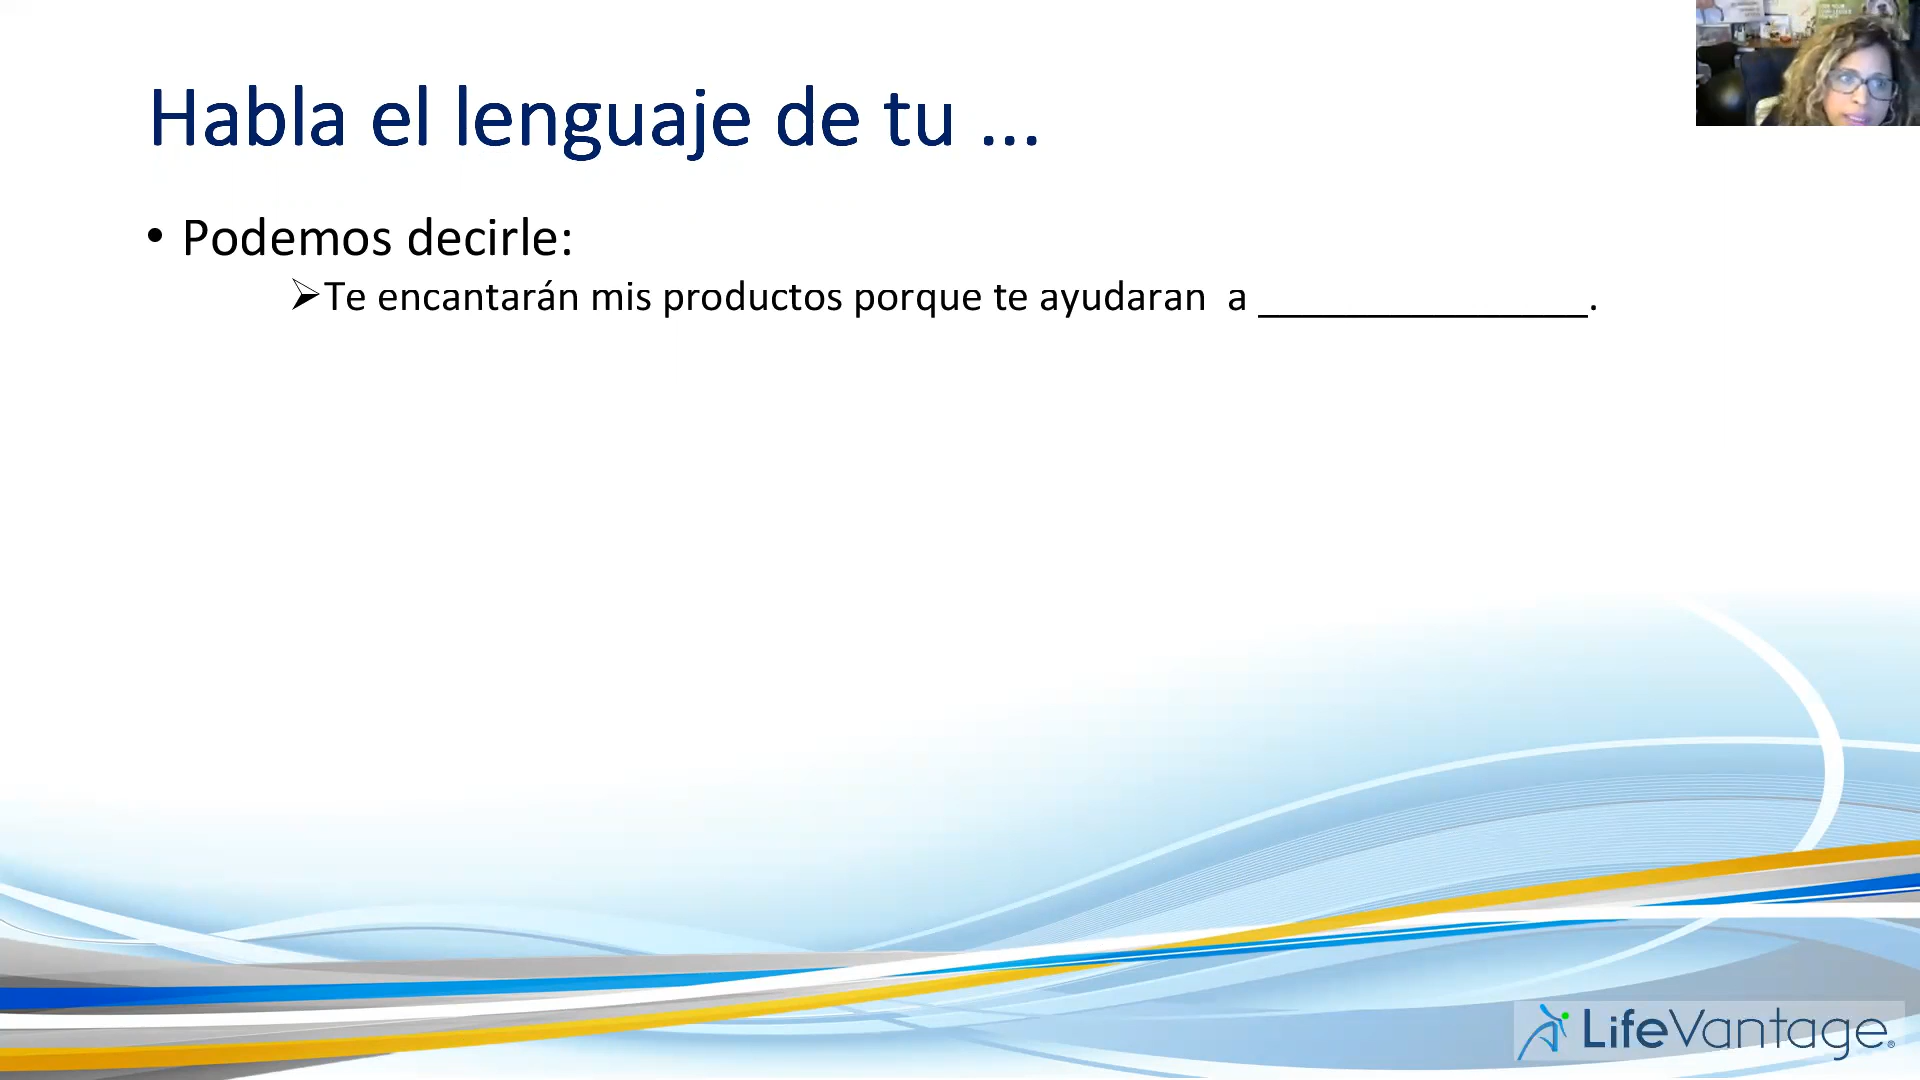 Habla el lenguaje de tu ...
• Podemos decirle:
➢Te encantarán mis productos porque te ayudaran  a _______________.
LifeVantage®